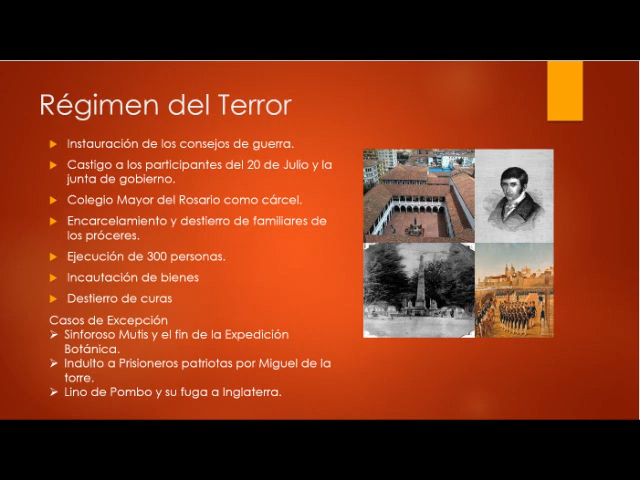 Régimen del Terror
Instauración de los consejos de guerra.
Castigo a los participantes del 20 de Julio y la
junta de gobierno.
Colegio Mayor del Rosario como cárcel.
Encarcelamiento y destierro de familiares de
los próceres.
Ejecución de 300 personas.
Incautación de bienes
Destierro de curas
Casos de Excepción
Sinforoso Mutis y el fin de la Expedición
Botánica.
Indulto a Prisioneros patriotas por Miguel de la
torre.
Lino de Pombo y su fuga a Inglaterra.